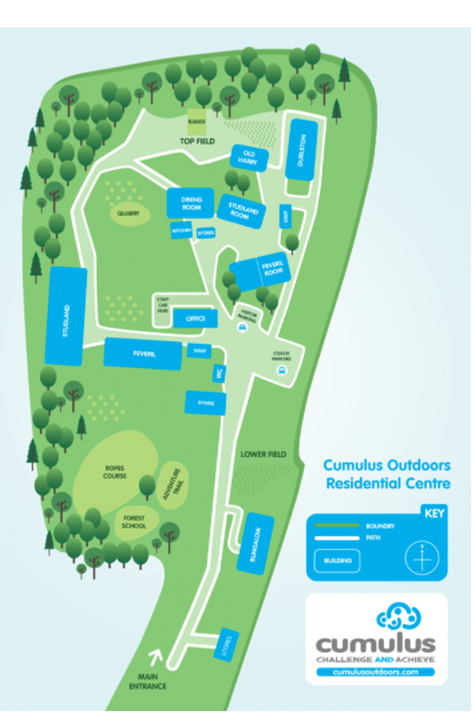 RANGE
TOP FIELD
OLD
HARRY
DURLSTON
DINING
ROOM
STUDLAND
ROOM
QUARRY
STAFF
KITCHEN
STORES
PEVERIL
ROOM
STUDLAND
STAFF
CAR
PARK
OFFICE
VISITOR
PARKING
PEVERIL
STAFF
COACH
PARKING
WC
STORES
LOWER FIELD
ROPES
COURSE
ADVENTURE
TRAIL
FOREST
SCHOOL
BUNGALOW
STORES
MAIN
ENTRANCE
Cumulus Outdoors
Residential Centre
KEY
BOUNDRY
PATH
BUILDING
N
cumulus
CHALLENGE AND ACHIEVE
cumulusoutdoors.com